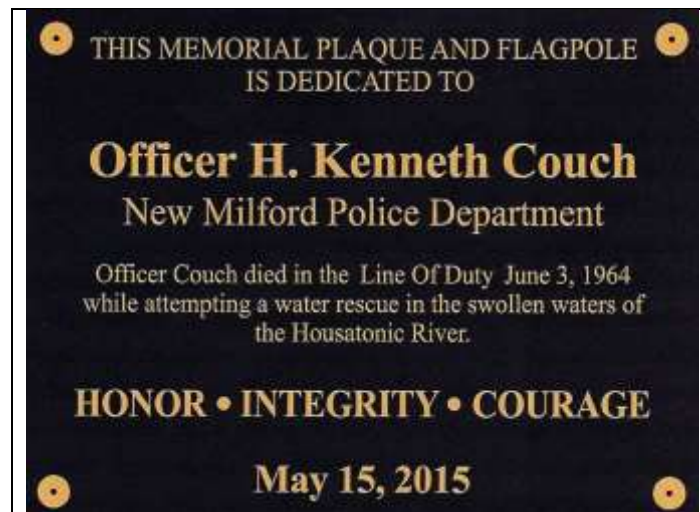 THIS MEMORIAL PLAQUE AND FLAGPOLE
IS DEDICATED TO
Officer H. Kenneth Couch
New Milford Police Department
Officer Couch died in the Line Of Duty June 3, 1964
while attempting a water rescue in the swollen waters of
the Housatonic River.
HONOR • INTEGRITY • COURAGE
May 15, 2015